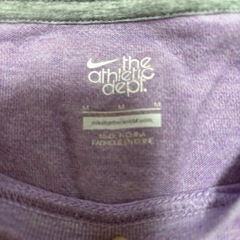 the
athletic
dept.
M M M
MADE IN CHINA
FABRIQUÉ EN CHINE